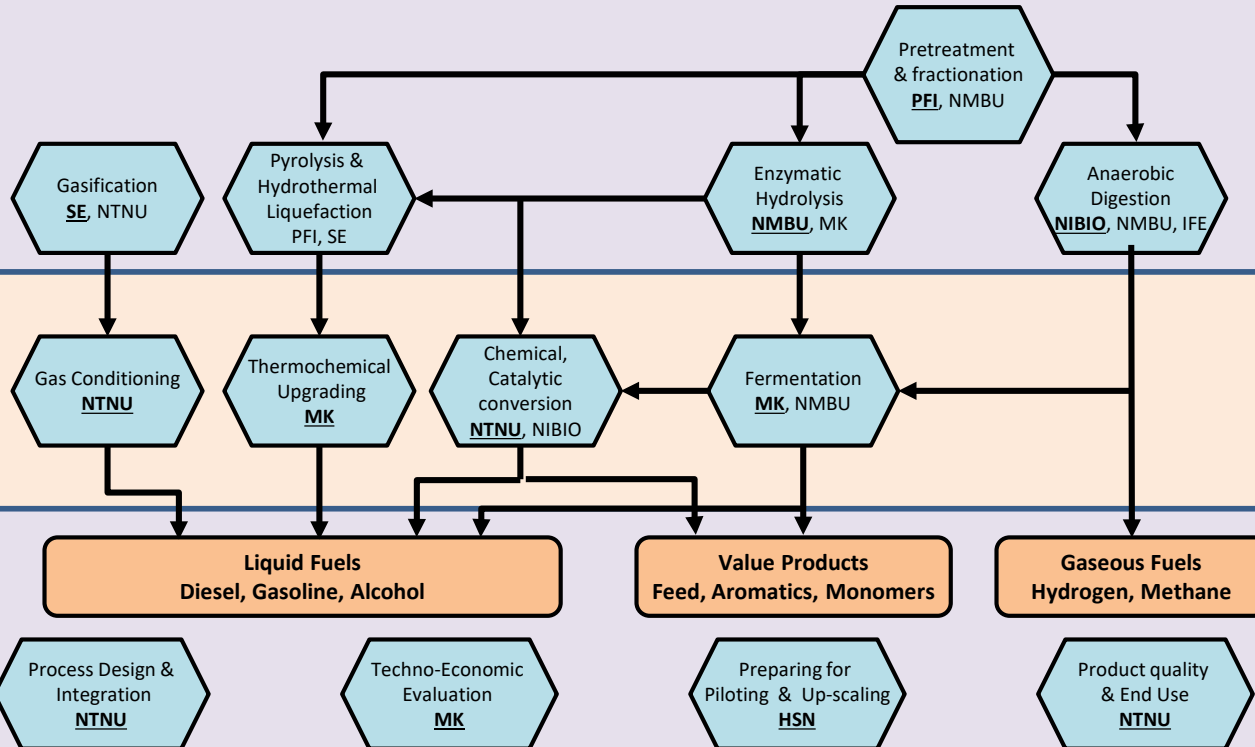 Pretreatment
& fractionation
PFI, NMBU
Gasification
SE, NTNU
Pyrolysis &
Hydrothermal
Liquefaction
PFI, SE
Enzymatic
Hydrolysis
NMBU, MK
Anaerobic
Digestion
NIBIO, NMBU, IFE
Gas Conditioning
NTNU
Thermochemical
Upgrading
MK
Chemical,
Catalytic
conversion
NTNU, NIBIO
Fermentation
MK, NMBU
Liquid Fuels
Diesel, Gasoline, Alcohol
Value Products
Feed, Aromatics, Monomers
Gaseous Fuels
Hydrogen, Methane
Process Design &
Integration
NTNU
Techno-Economic
Evaluation
MK
Preparing for
Piloting & Up-scaling
HSN
Product quality
& End Use
NTNU